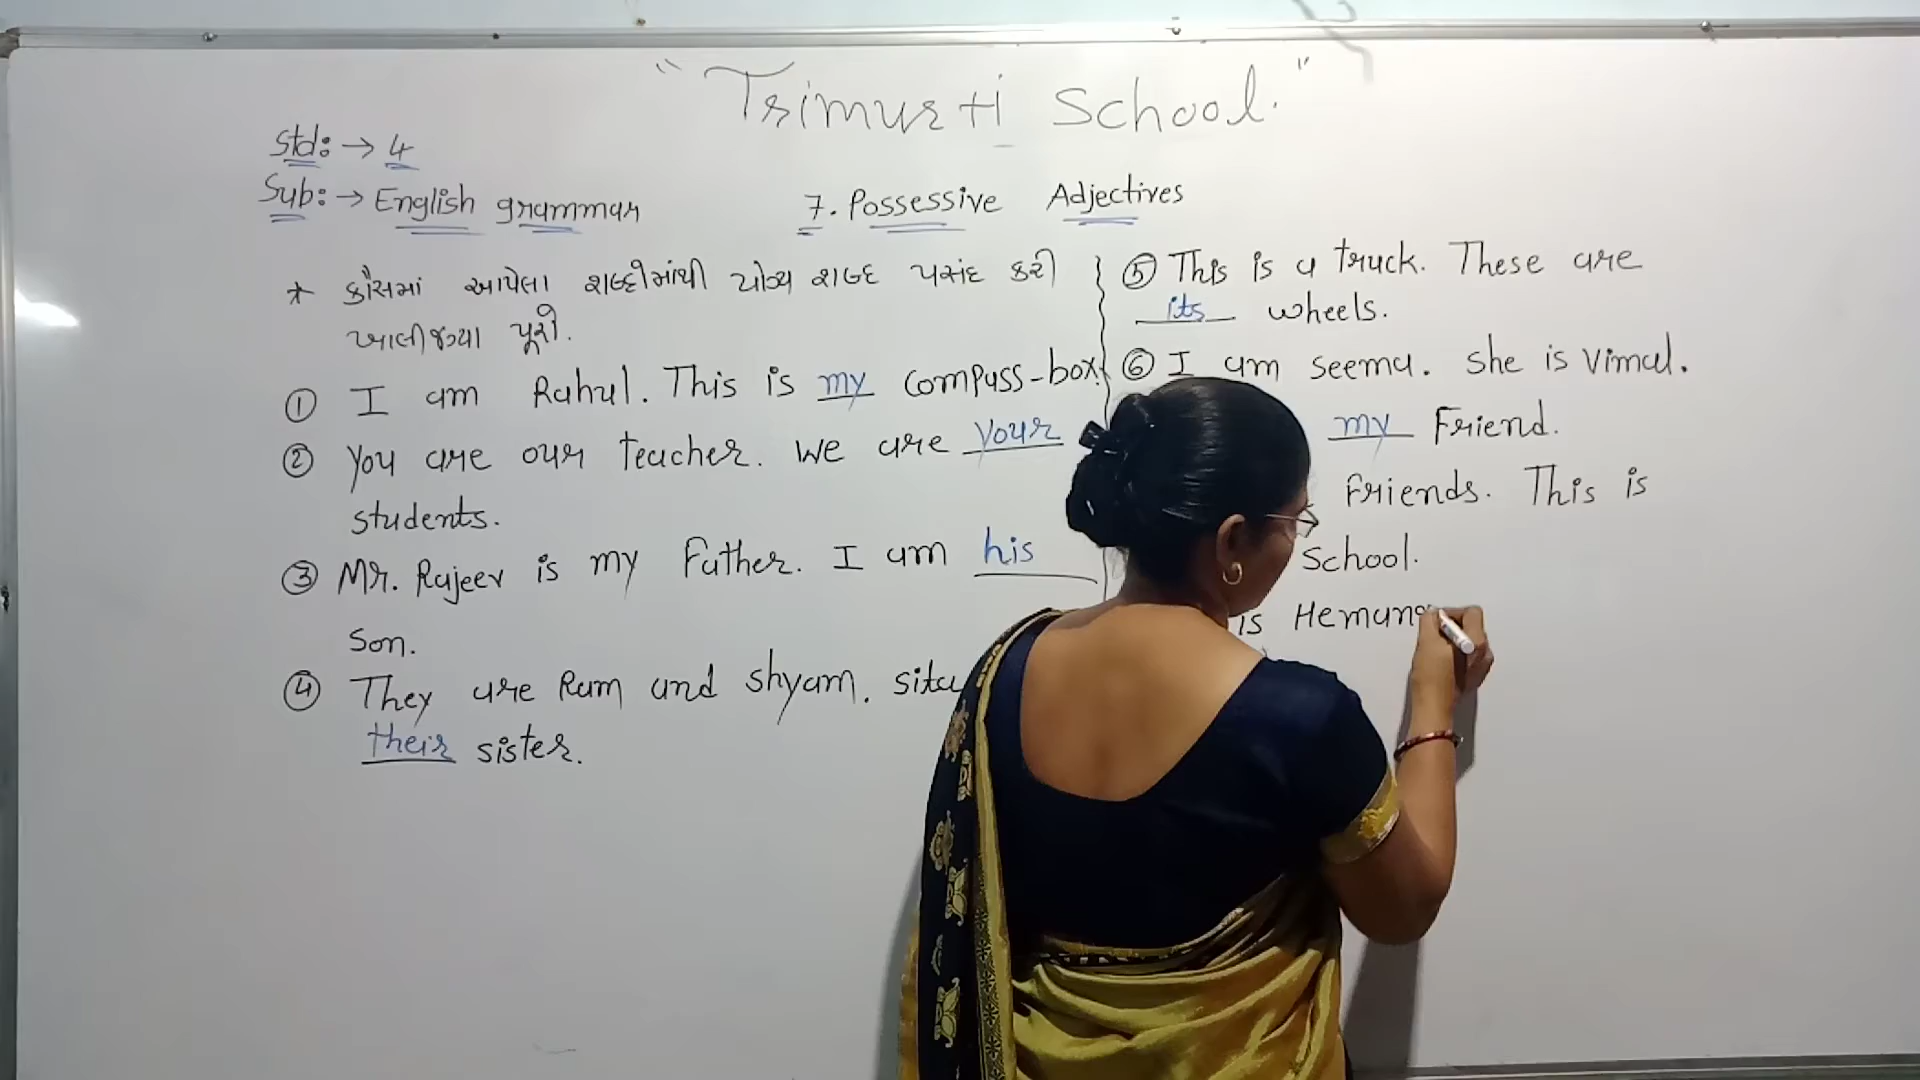 "Trimurti School."
Std: → 4
Sub: → English grammar
7. Possessive Adjectives
* કૌસમાં આપેલા શબ્દોમાંથી યોગ્ય શબ્દ પસંદ કરી
ખાલીજગ્યા પૂરો.
① I am Rahul. This is my compass-box.
② You are our teacher. We are your
students.
③ Mr. Rajeev is my Father. I am his
Son.
④ They are Ram and shyam. sita
their sister.
⑤ This is a truck. These are
its wheels.
⑥ I am seema. She is Vimal.
my Friend.
Friends. This is
School.
is